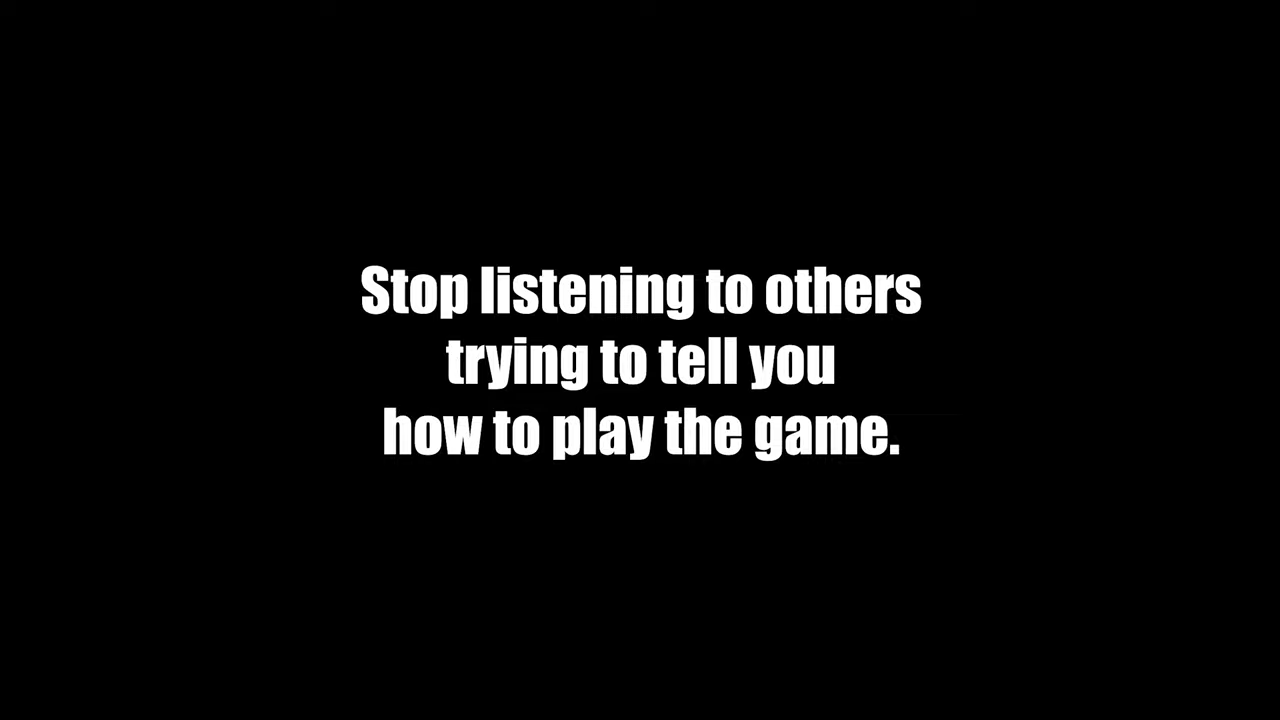 Stop listening to others
trying to tell you
how to play the game.